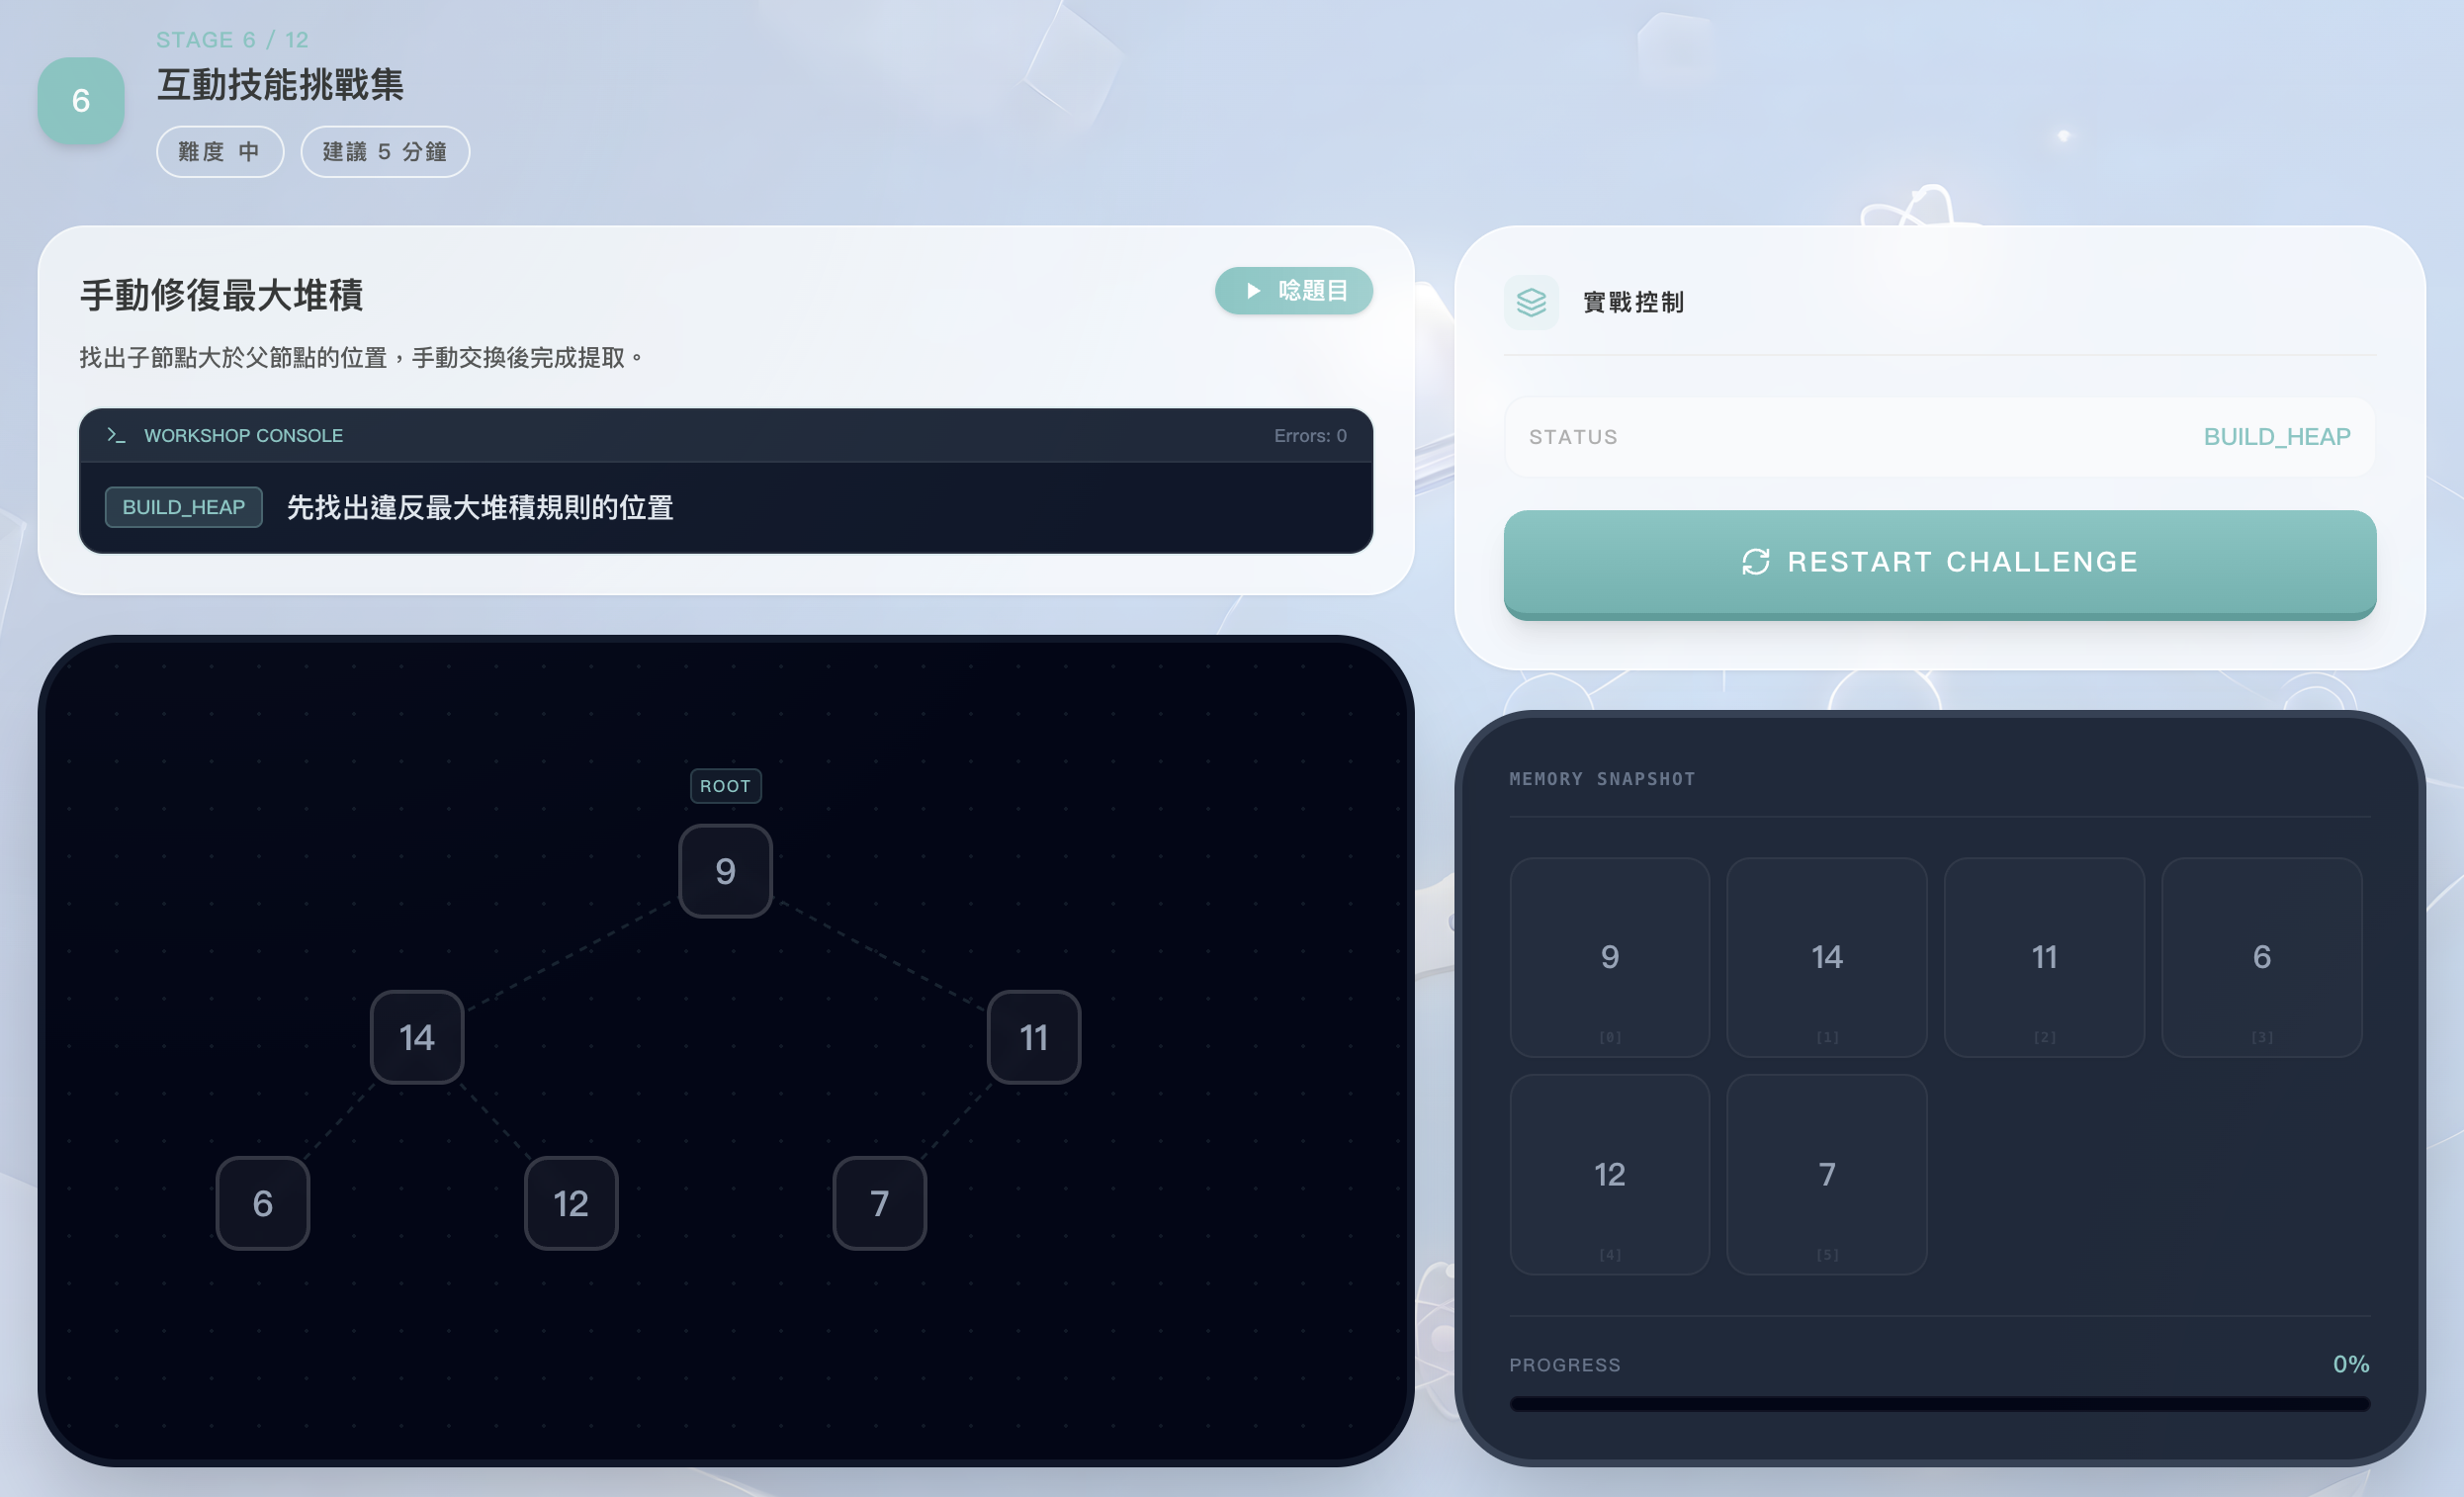 6
STAGE 6 / 12
互動技能挑戰集
難度 中
建議 5 分鐘
手動修復最大堆積
唸題目
找出子節點大於父節點的位置，手動交換後完成提取。
WORKSHOP CONSOLE
Errors: 0
BUILD_HEAP
先找出違反最大堆積規則的位置
實戰控制
STATUS
BUILD_HEAP
RESTART CHALLENGE
ROOT
9
14
11
6
12
7
MEMORY SNAPSHOT
9
[0]
14
[1]
11
[2]
6
[3]
12
[4]
7
[5]
PROGRESS
0%